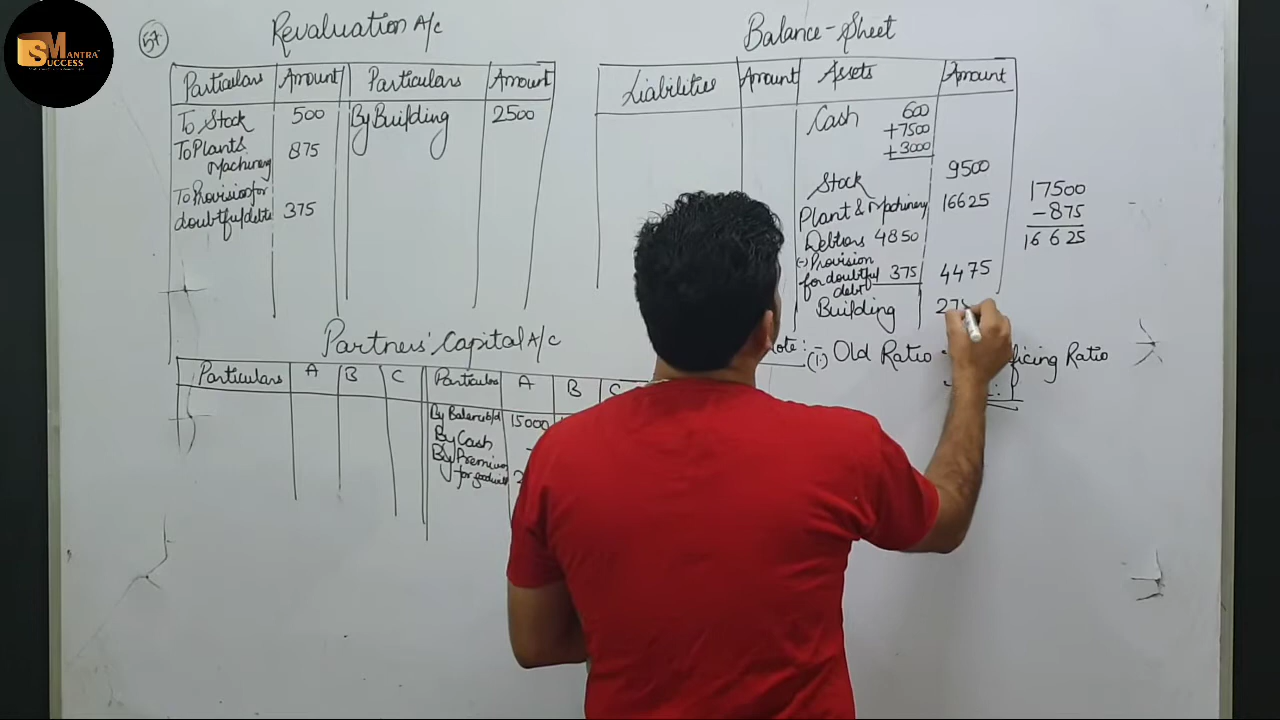 SMANTRA
SUCCESS
57
Revaluation A/c
Particulars Amount Particulars Amount
To Stock 500 By Building 2500
To Plant & Machinery 875
To Provision for doubtful debts 375
Balance-Sheet
Liabilities Amount Assets Amount
Cash 600
+7500
+3000
Stock 9500
Plant & Machinery 16625
Debtors 4850
(-) Provision for doubtful debt 375 4475
Building
17500
-875
16625
Partners' Capital A/c
Particulars A B C Particulars A B C
By Balance b/d 15000
By Cash
By Premium for goodwill
Note:-
(i) Old Ratio = Ratio